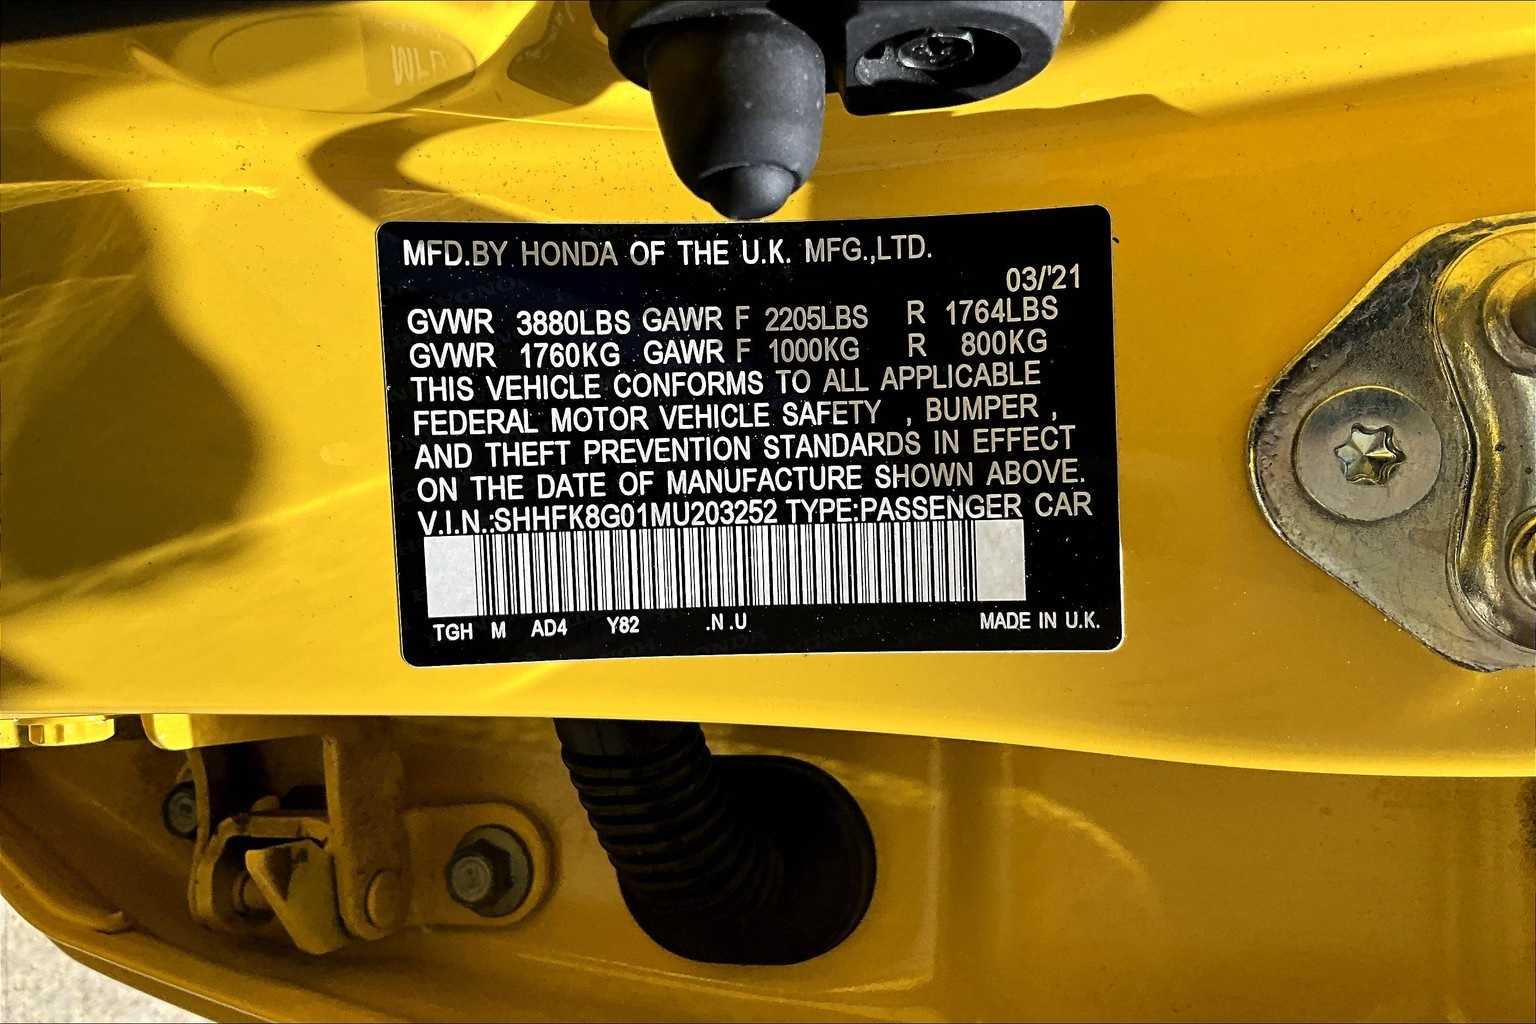 MFD.BY HONDA OF THE U.K. MFG.,LTD.
03/'21
GVWR 3880LBS GAWR F 2205LBS R 1764LBS
GVWR 1760KG GAWR F 1000KG R 800KG
THIS VEHICLE CONFORMS TO ALL APPLICABLE
FEDERAL MOTOR VEHICLE SAFETY , BUMPER ,
AND THEFT PREVENTION STANDARDS IN EFFECT
ON THE DATE OF MANUFACTURE SHOWN ABOVE.
V.I.N.:SHHFK8G01MU203252 TYPE:PASSENGER CAR
TGH M AD4 Y82 .N .U MADE IN U.K.